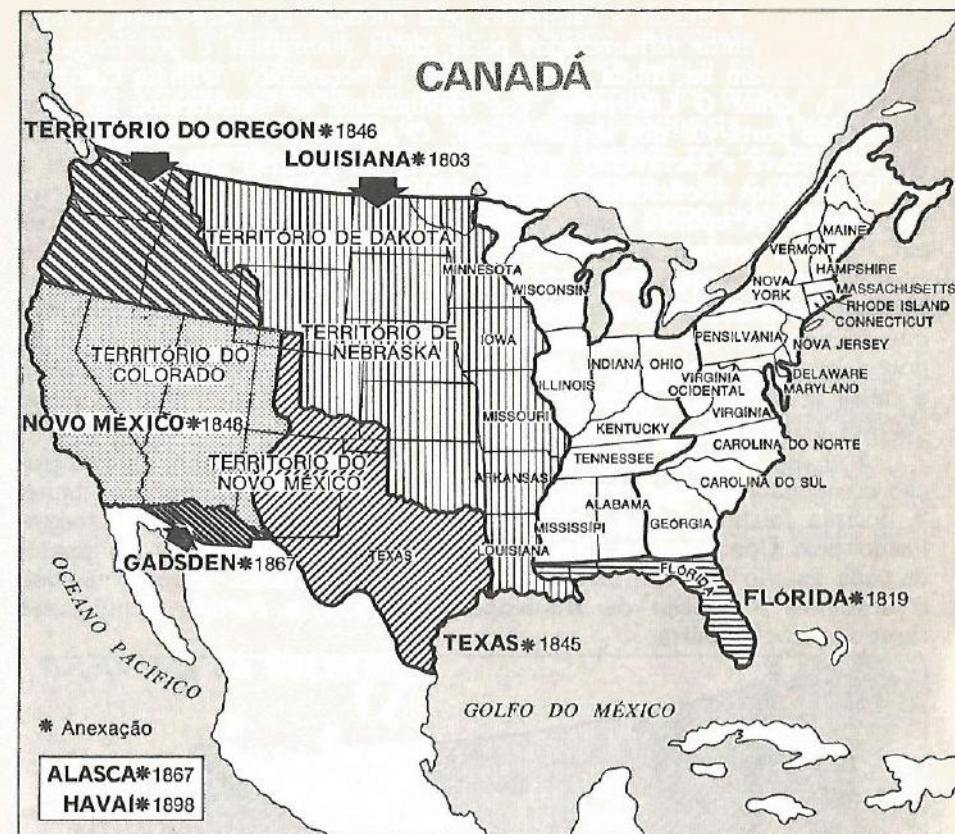 CANADÁ
TERRITÓRIO DO OREGON*1846
LOUISIANA*1803
TERRITÓRIO DE DAKOTA
MINNESOTA
WISCONSIN
MAINE
VERMONT
NOVA
YORK
HAMPSHIRE
MASSACHUSETTS
RHODE ISLAND
CONNECTICUT
TERRITÓRIO DE
NEBRASKA
IOWA
PENSILVÂNIA
NOVA JERSEY
TERRITÓRIO DO
COLORADO
ILLINOIS
INDIANA
OHIO
VIRGÍNIA
OCIDENTAL
DELAWARE
MARYLAND
NOVO MÉXICO*1848
MISSOURI
KENTUCKY
VIRGÍNIA
TERRITÓRIO DO
NOVO MÉXICO
ARKANSAS
TENNESSEE
CAROLINA DO NORTE
CAROLINA DO SUL
MISSISSÍPI
ALABAMA
GEÓRGIA
GADSDEN*1867
TEXAS
LOUISIANA
FLÓRIDA
FLÓRIDA*1819
TEXAS*1845
OCEANO PACÍFICO
GOLFO DO MÉXICO
* Anexação
ALASCA*1867
HAVAÍ*1898